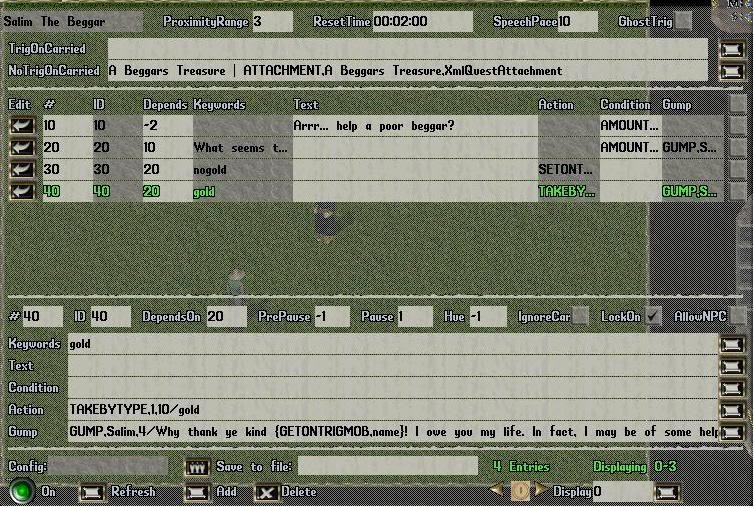 Salim The Beggar ProximityRange 3 ResetTime 00:02:00 SpeechPace 10 GhostTrig
TrigOnCarried
NoTrigOnCarried A Beggars Treasure | ATTACHMENT,A Beggars Treasure,XmlQuestAttachment
Edit # ID Depends Keywords Text Action Condition Gump
10 10 -2 Arrr... help a poor beggar? AMOUNT...
20 20 10 What seems t... AMOUNT... GUMP,S...
30 30 20 nogold SETONT...
40 40 20 gold TAKEBY... GUMP,S...
# 40 ID 40 DependsOn 20 PrePause -1 Pause 1 Hue -1 IgnoreCar LockOn AllowNPC
Keywords gold
Text
Condition
Action TAKEBYTYPE,1,10/gold
Gump GUMP,Salim,4/Why thank ye kind {GETONTRIGMOB,name}! I owe you my life. In fact, I may be of some help
Config: Save to file: 4 Entries Displaying 0-3
On Refresh Add Delete Display 0